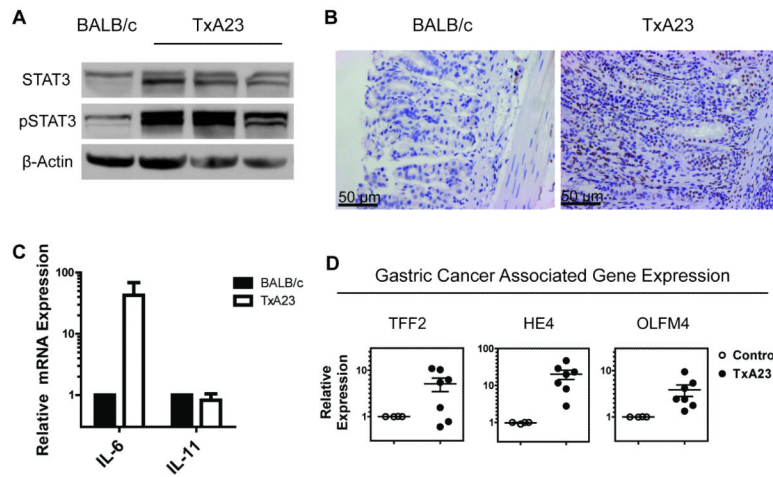 A
BALB/c TxA23
STAT3
pSTAT3
β-Actin
B
BALB/c TxA23
50 µm
50 µm
C
Relative mRNA Expression
100
10
1
BALB/c
TxA23
IL-6
IL-11
D
Gastric Cancer Associated Gene Expression
TFF2 HE4 OLFM4
Relative
Expression
10
1
100
10
1
10
1
Contro
TxA23